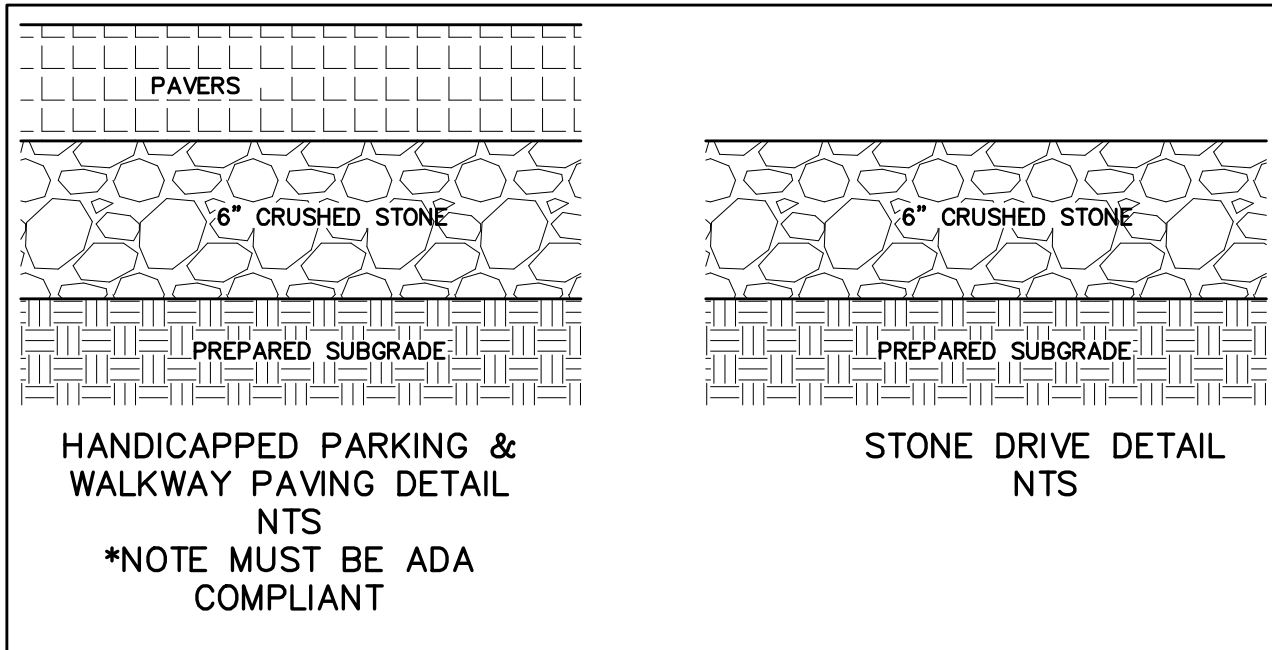 PAVERS
6" CRUSHED STONE
PREPARED SUBGRADE
HANDICAPPED PARKING &
WALKWAY PAVING DETAIL
NTS
*NOTE MUST BE ADA
COMPLIANT
6" CRUSHED STONE
PREPARED SUBGRADE
STONE DRIVE DETAIL
NTS